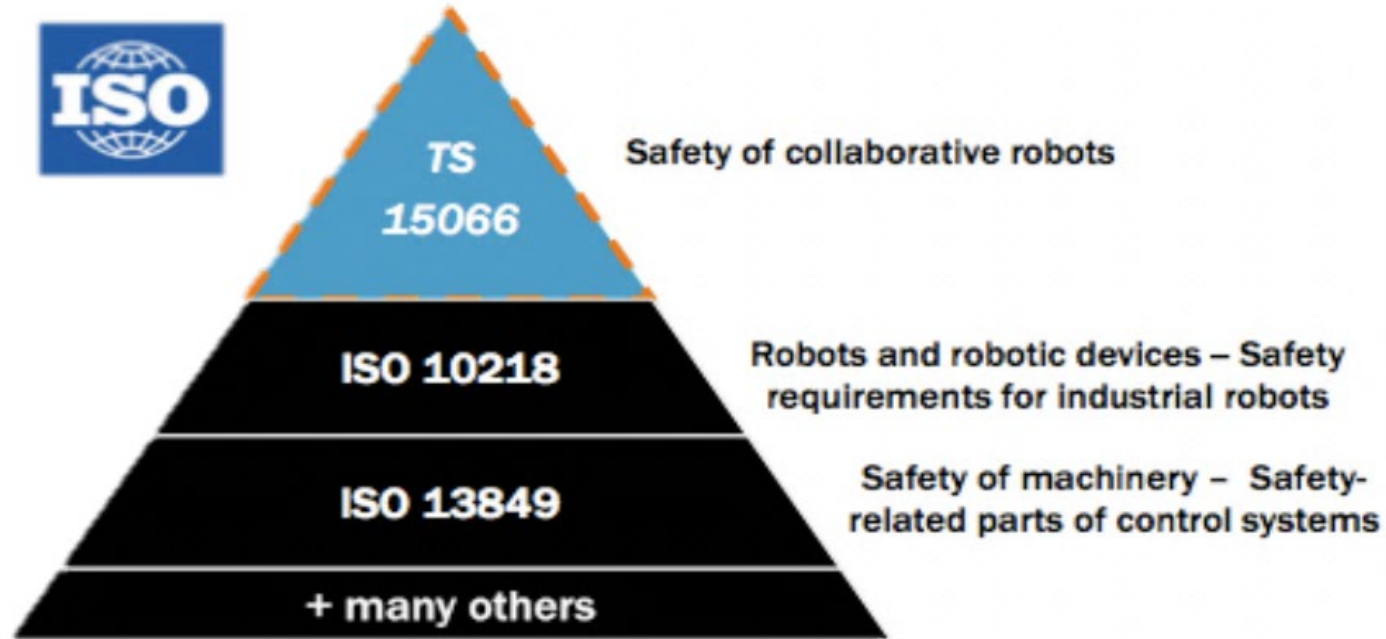 ISO
TS
15066
Safety of collaborative robots
ISO 10218
Robots and robotic devices – Safety
requirements for industrial robots
ISO 13849
Safety of machinery – Safety-
related parts of control systems
+ many others